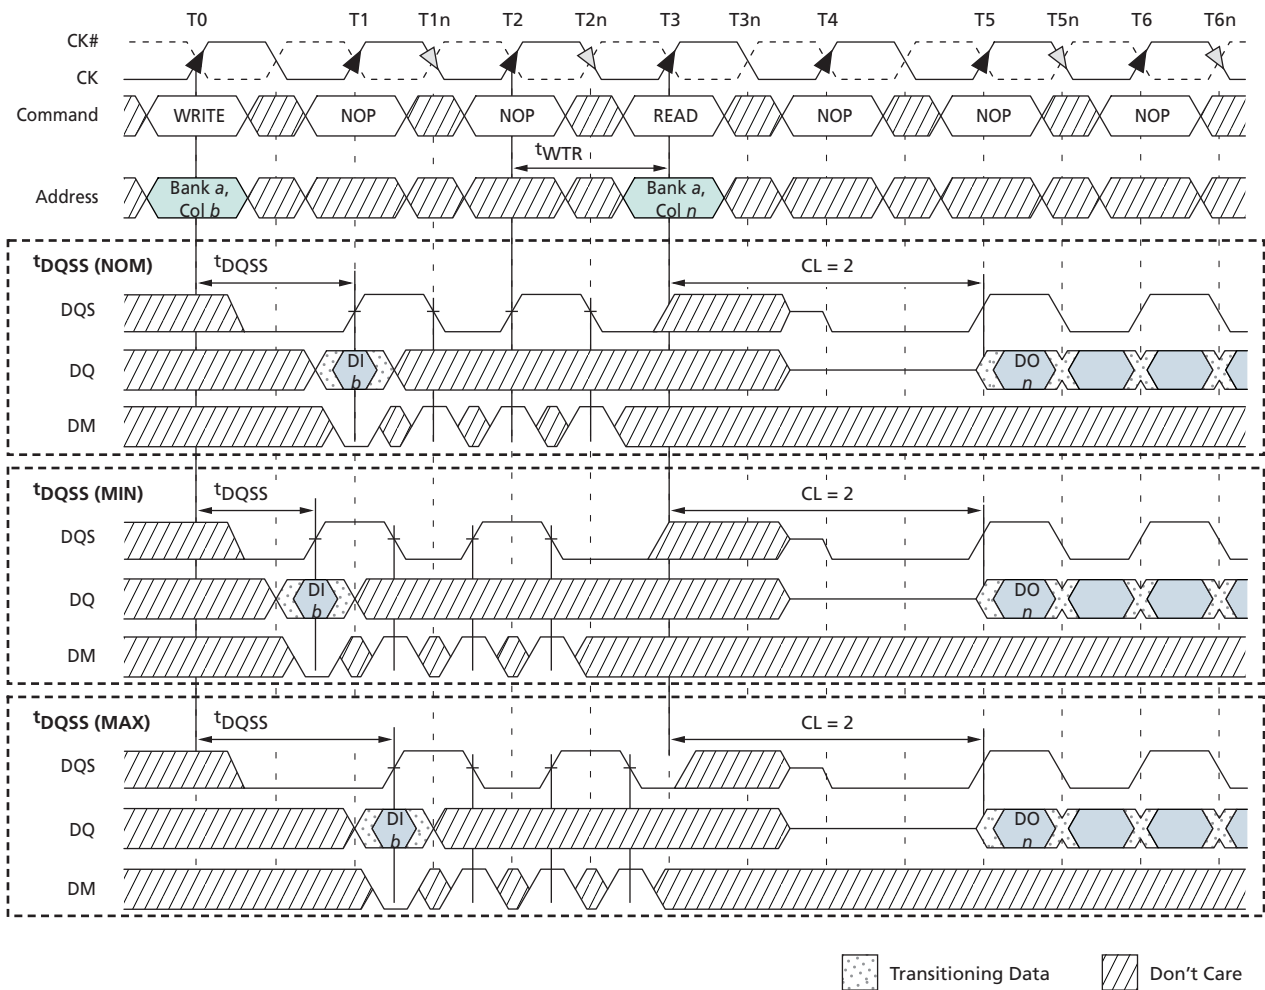 T0 T1 T1n T2 T2n T3 T3n T4 T5 T5n T6 T6n
CK#
CK
Command WRITE NOP NOP READ NOP NOP NOP
tWTR
Address Bank a, Col b Bank a, Col n
tDQSS (NOM) tDQSS CL = 2
DQS
DQ DI b DO n
DM
tDQSS (MIN) tDQSS CL = 2
DQS
DQ DI b DO n
DM
tDQSS (MAX) tDQSS CL = 2
DQS
DQ DI b DO n
DM
Transitioning Data Don't Care